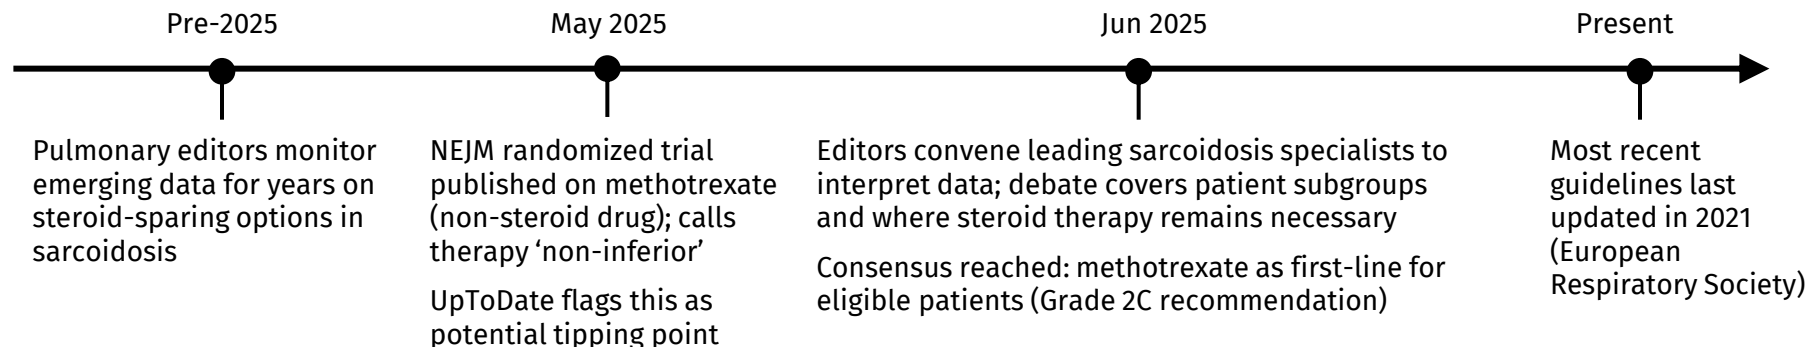 Pre-2025
May 2025
Jun 2025
Present
Pulmonary editors monitor
emerging data for years on
steroid-sparing options in
sarcoidosis
NEJM randomized trial
published on methotrexate
(non-steroid drug); calls
therapy ‘non-inferior’
UpToDate flags this as
potential tipping point
Editors convene leading sarcoidosis specialists to
interpret data; debate covers patient subgroups
and where steroid therapy remains necessary
Consensus reached: methotrexate as first-line for
eligible patients (Grade 2C recommendation)
Most recent
guidelines last
updated in 2021
(European
Respiratory Society)